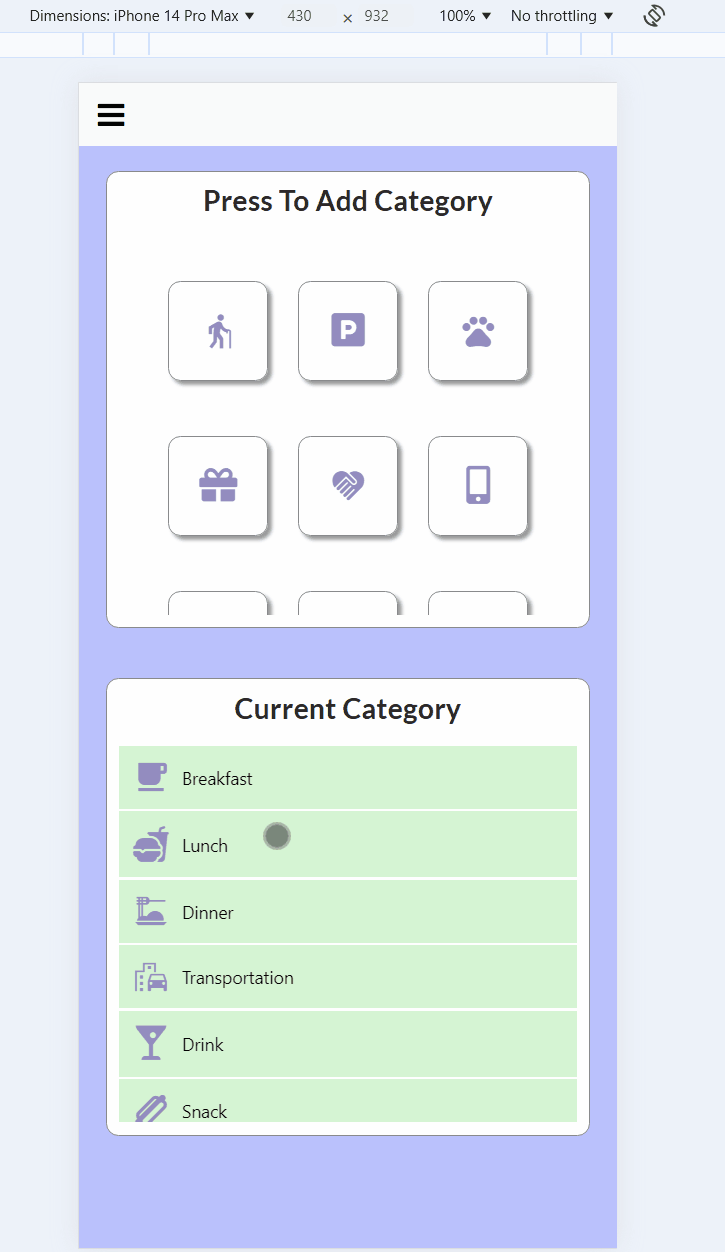 Dimensions: iPhone 14 Pro Max ▼ 430 × 932 100% ▼ No throttling ▼
Press To Add Category
P
Current Category
Breakfast
Lunch
Dinner
Transportation
Drink
Snack